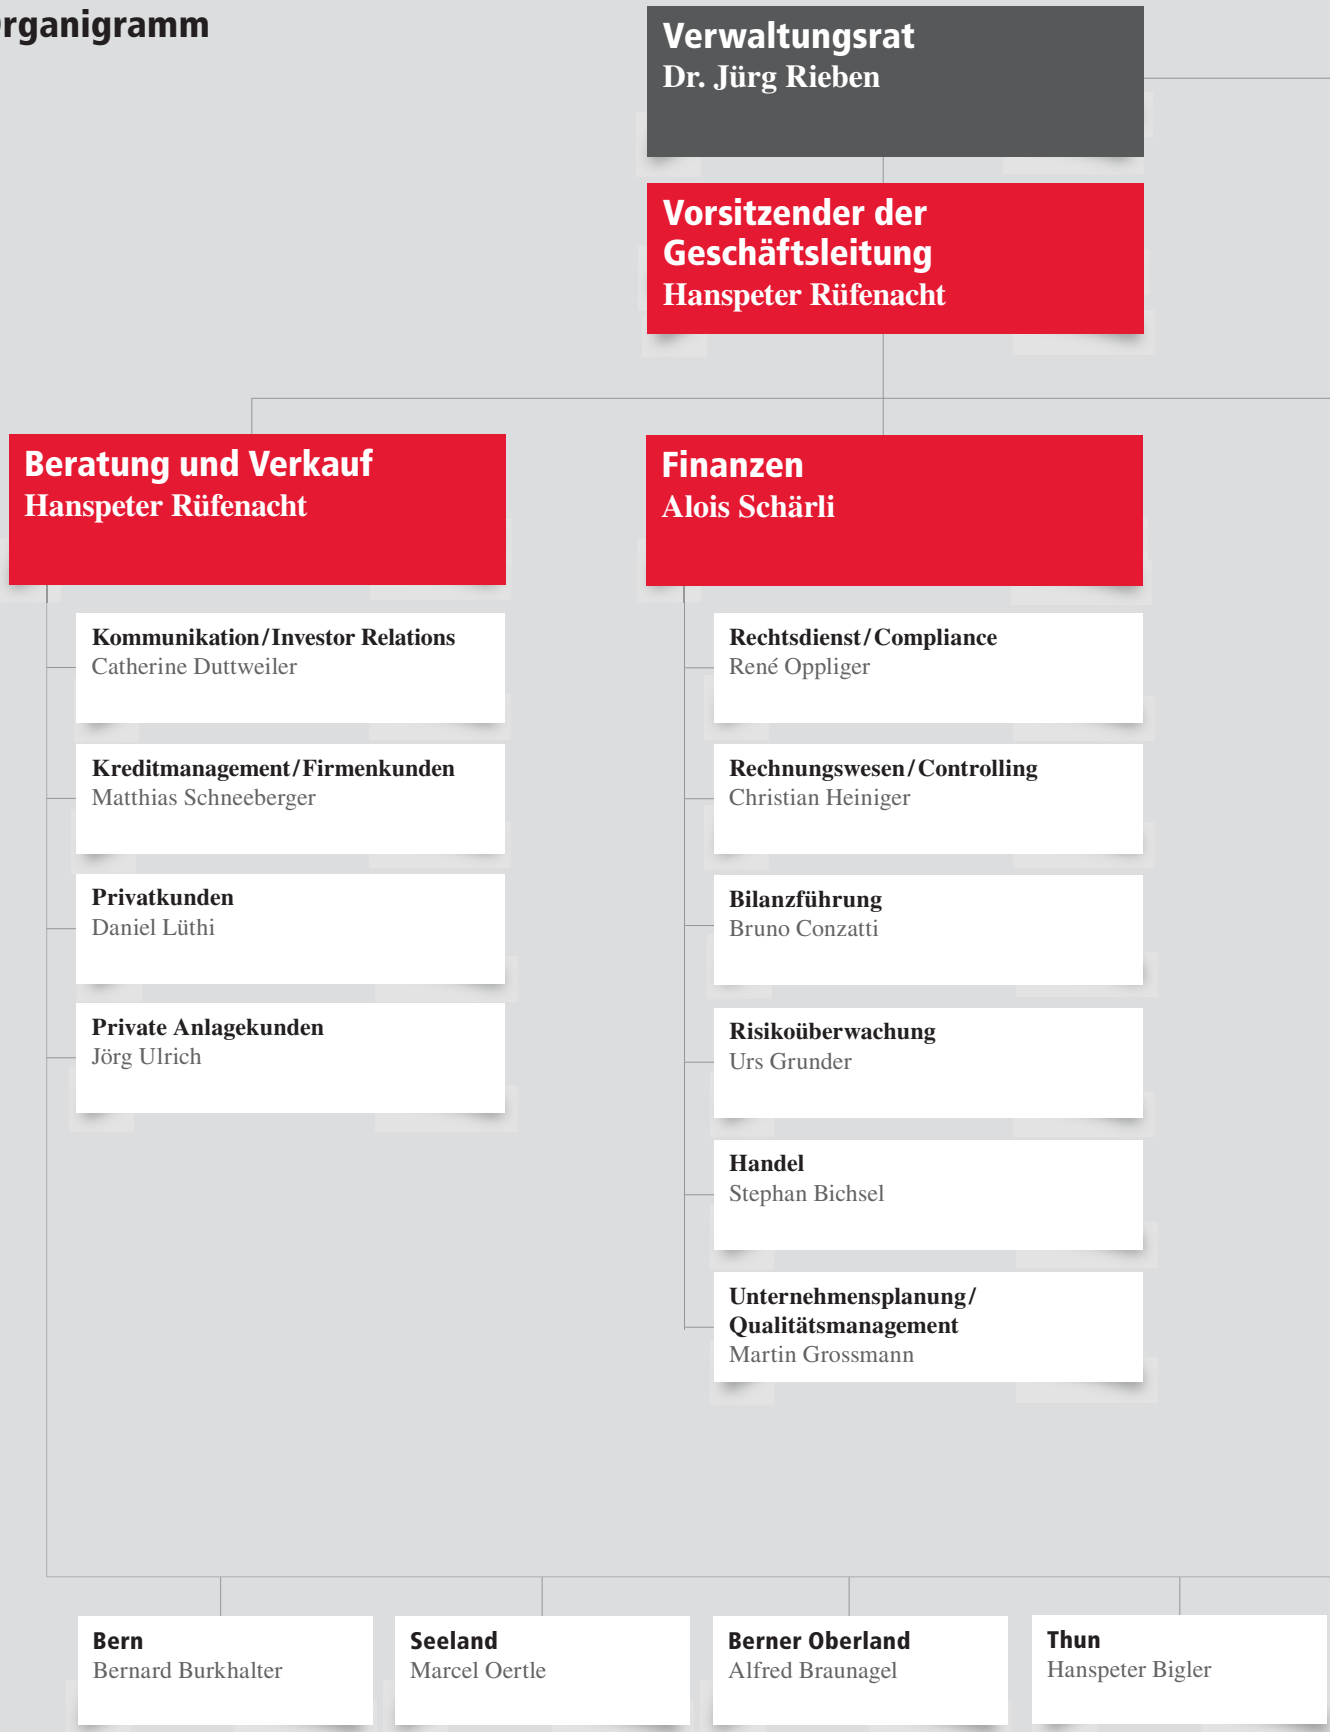 Organigramm
Verwaltungsrat
Dr. Jürg Rieben
Vorsitzender der
Geschäftsleitung
Hanspeter Rüfenacht
Beratung und Verkauf
Hanspeter Rüfenacht
Kommunikation/Investor Relations
Catherine Duttweiler
Kreditmanagement/Firmenkunden
Matthias Schneeberger
Privatkunden
Daniel Lüthi
Private Anlagekunden
Jörg Ulrich
Finanzen
Alois Schärli
Rechtsdienst/Compliance
René Oppliger
Rechnungswesen/Controlling
Christian Heiniger
Bilanzführung
Bruno Conzatti
Risikoüberwachung
Urs Grunder
Handel
Stephan Bichsel
Unternehmensplanung/
Qualitätsmanagement
Martin Grossmann
Bern
Bernard Burkhalter
Seeland
Marcel Oertle
Berner Oberland
Alfred Braunagel
Thun
Hanspeter Bigler